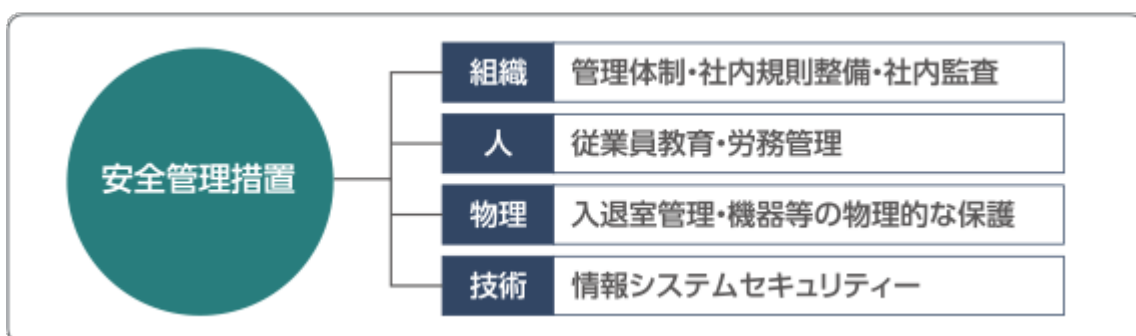 安全管理措置
組織
管理体制・社内規則整備・社内監査
人
従業員教育・労務管理
物理
入退室管理・機器等の物理的な保護
技術
情報システムセキュリティー